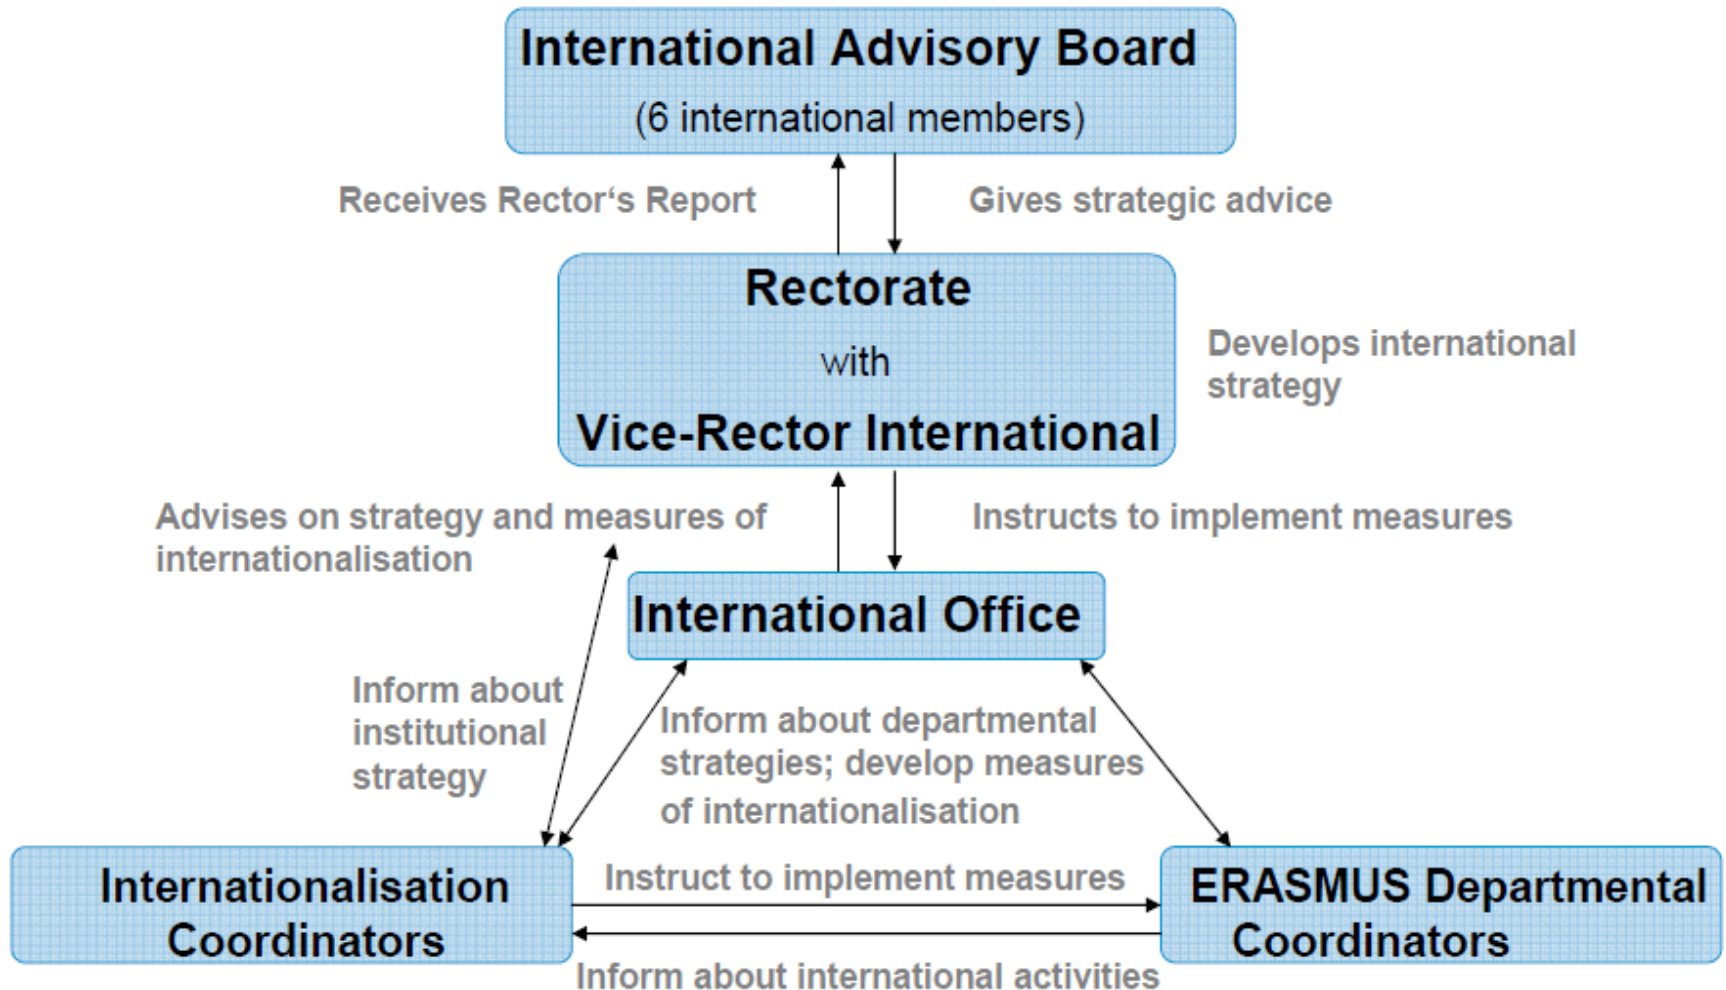 International Advisory Board
(6 international members)
Receives Rector‘s Report
Gives strategic advice
Rectorate
with
Vice-Rector International
Develops international
strategy
Advises on strategy and measures of
internationalisation
Instructs to implement measures
International Office
Inform about
institutional
strategy
Inform about departmental
strategies; develop measures
of internationalisation
Internationalisation
Coordinators
Instruct to implement measures
ERASMUS Departmental
Coordinators
Inform about international activities